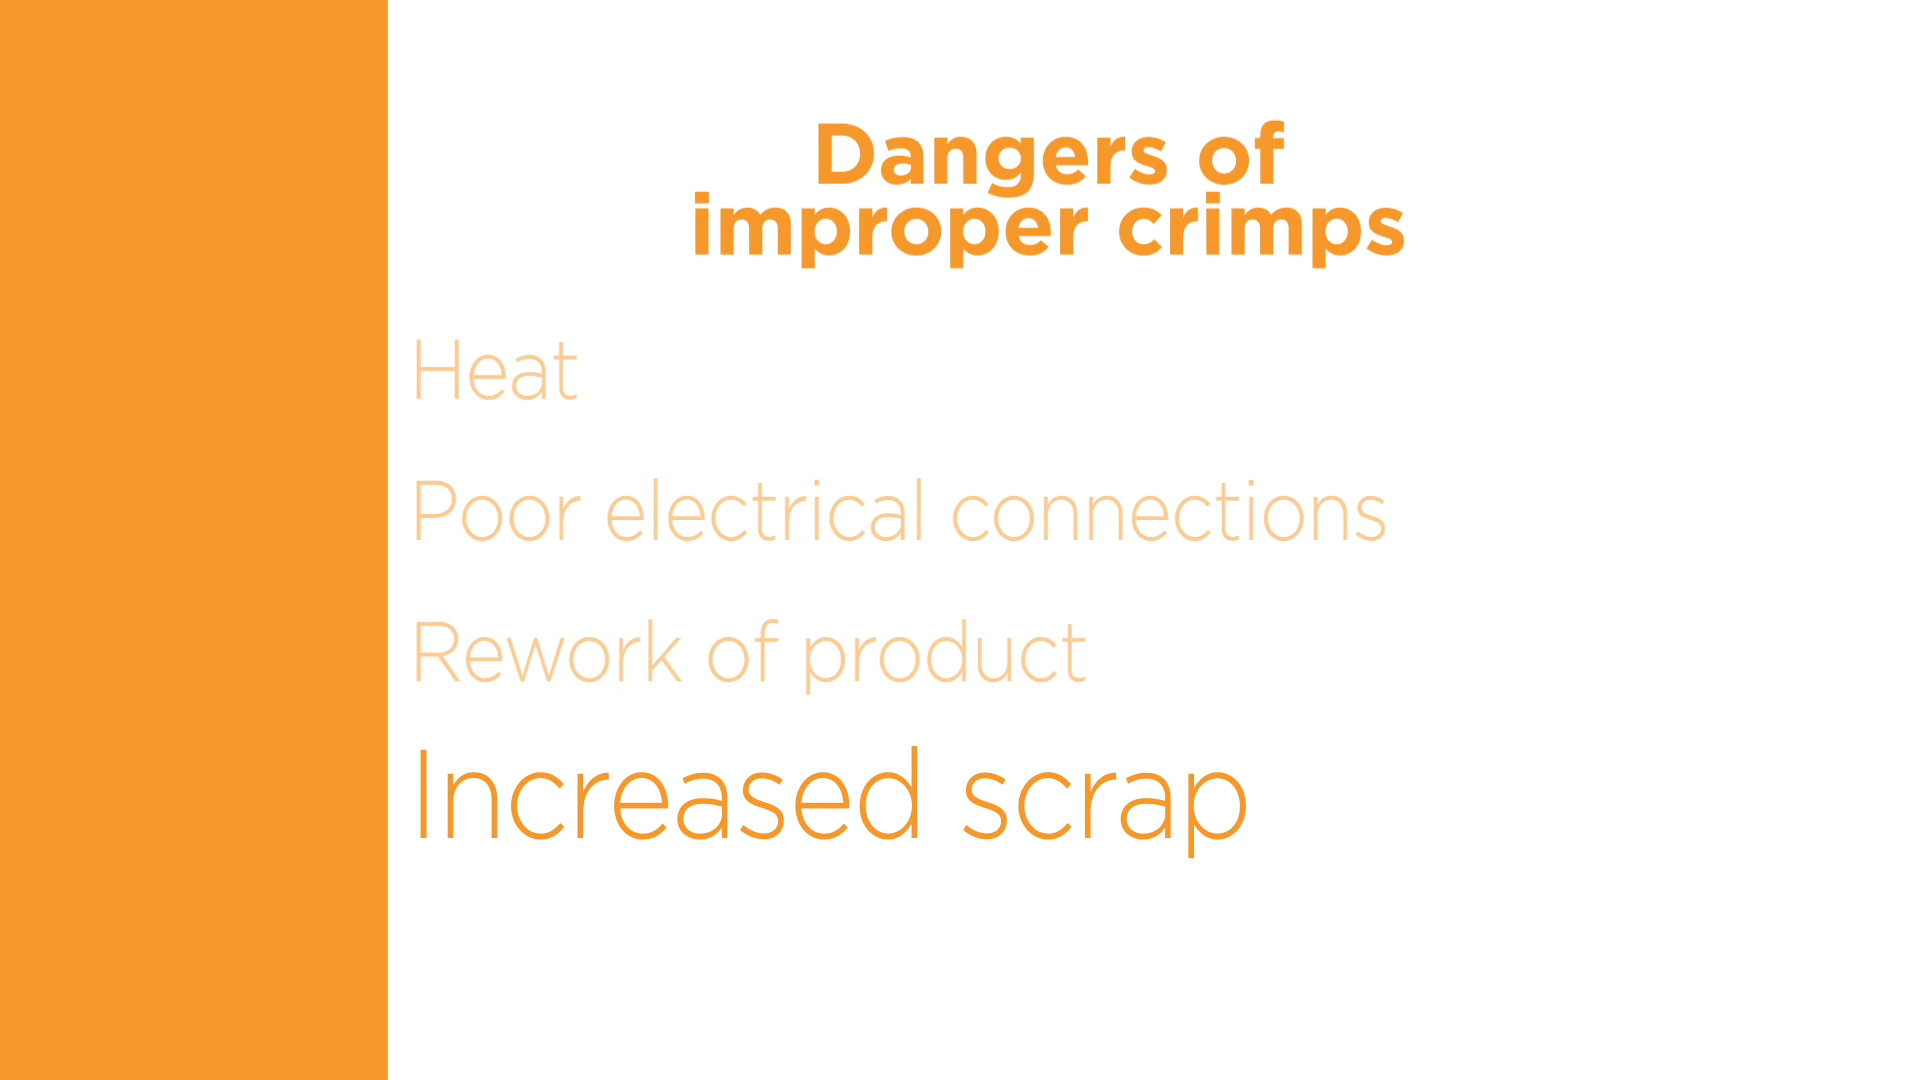 Dangers of
improper crimps
Heat
Poor electrical connections
Rework of product
Increased scrap